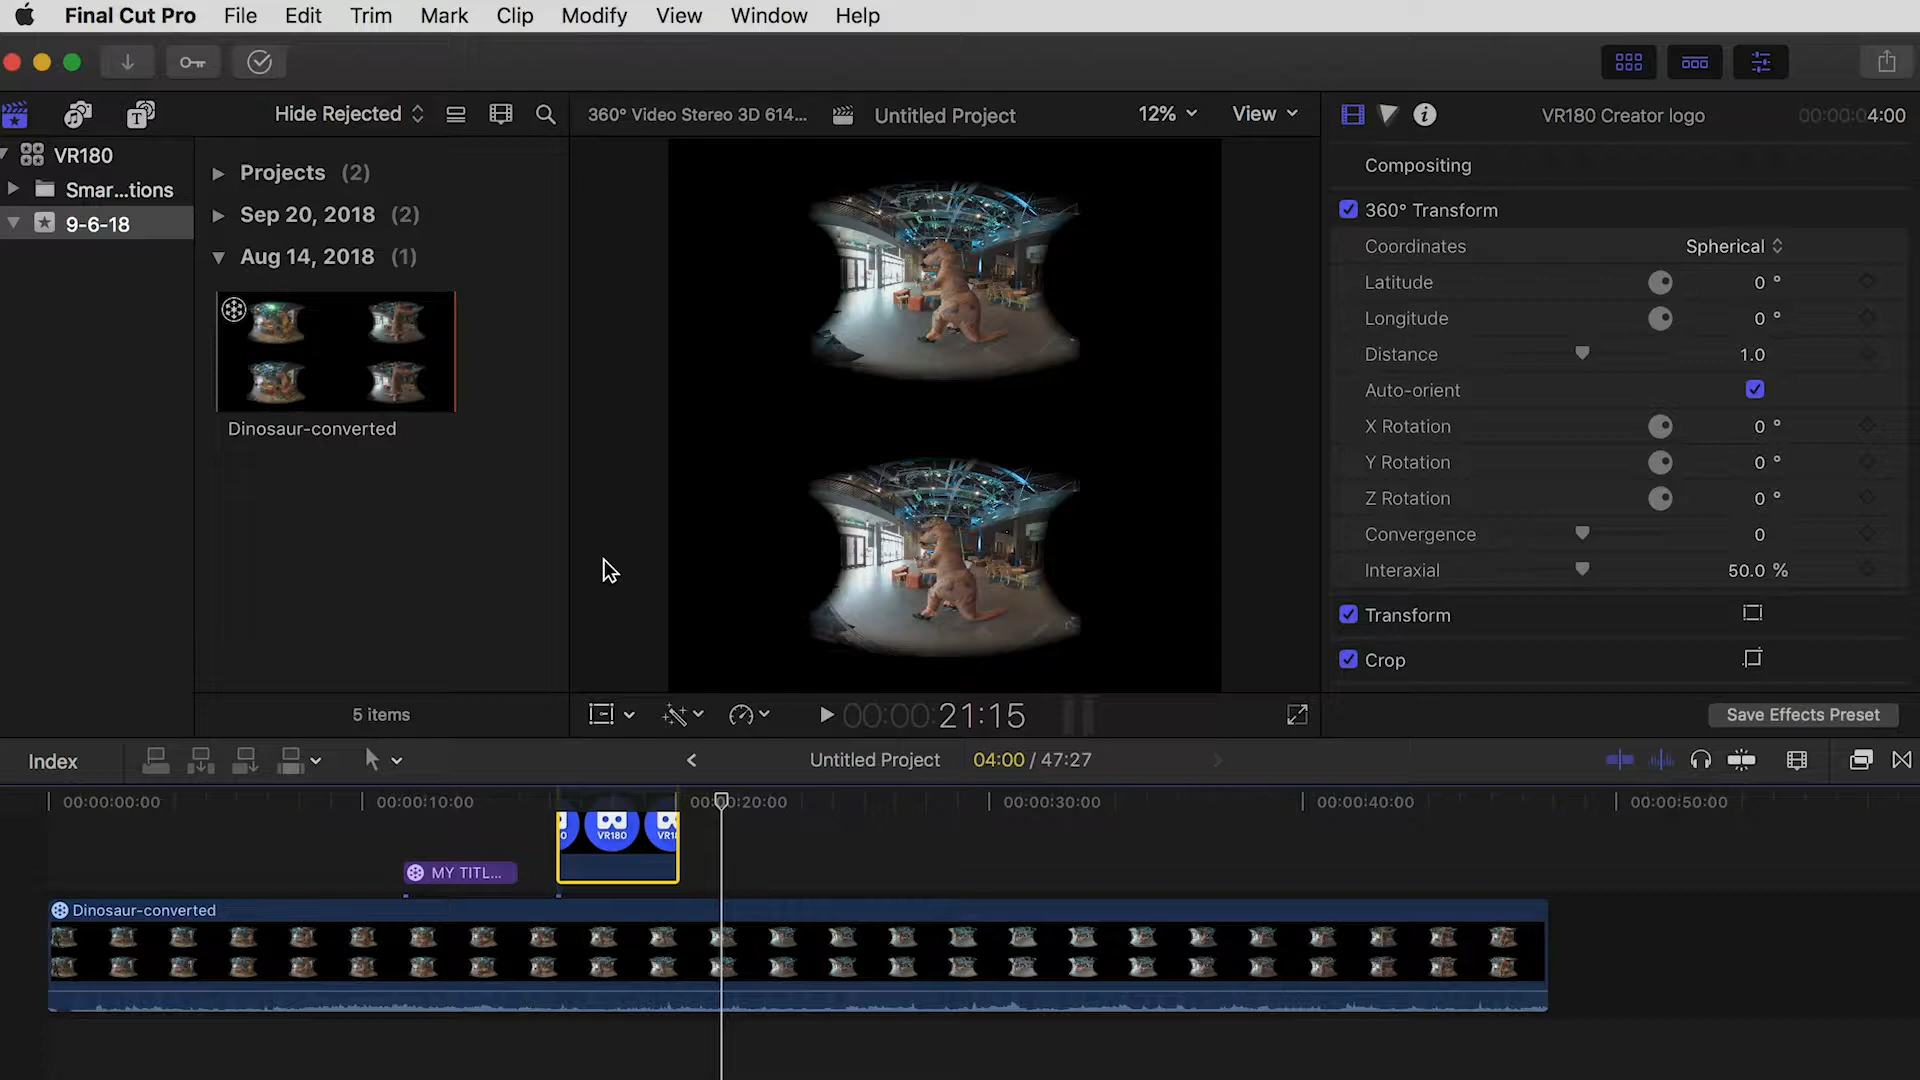 Final Cut Pro File Edit Trim Mark Clip Modify View Window Help
Hide Rejected
360° Video Stereo 3D 614... Untitled Project 12% View
VR180 Creator logo 00:00:04:00
VR180
Smar...tions
9-6-18
Projects (2)
Sep 20, 2018 (2)
Aug 14, 2018 (1)
Dinosaur-converted
5 items
Compositing
360° Transform
Coordinates Spherical
Latitude 0 °
Longitude 0 °
Distance 1.0
Auto-orient
X Rotation 0 °
Y Rotation 0 °
Z Rotation 0 °
Convergence 0
Interaxial 50.0 %
Transform
Crop
00:00:21:15
Save Effects Preset
Index
Untitled Project 04:00 / 47:27
00:00:00:00 00:00:10:00 00:00:20:00 00:00:30:00 00:00:40:00 00:00:50:00
0 VR180 VR18
MY TITL...
Dinosaur-converted